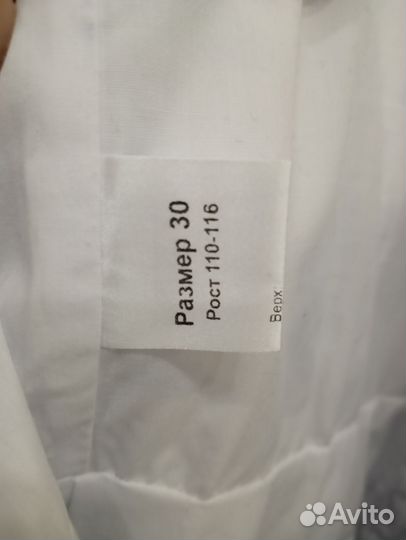 Размер 30
Рост 110-116
Верх:
Avito